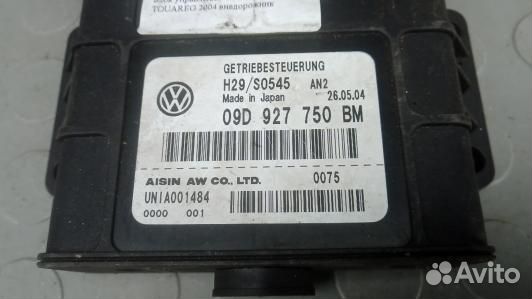 TOUAREG 2004 внедорожник
GETRIEBESTEUERUNG
H29/S0545 AN2
Made in Japan 26.05.04
09D 927 750 BM
AISIN AW CO., LTD. 0075
UNIA001484
0000 001
Avito